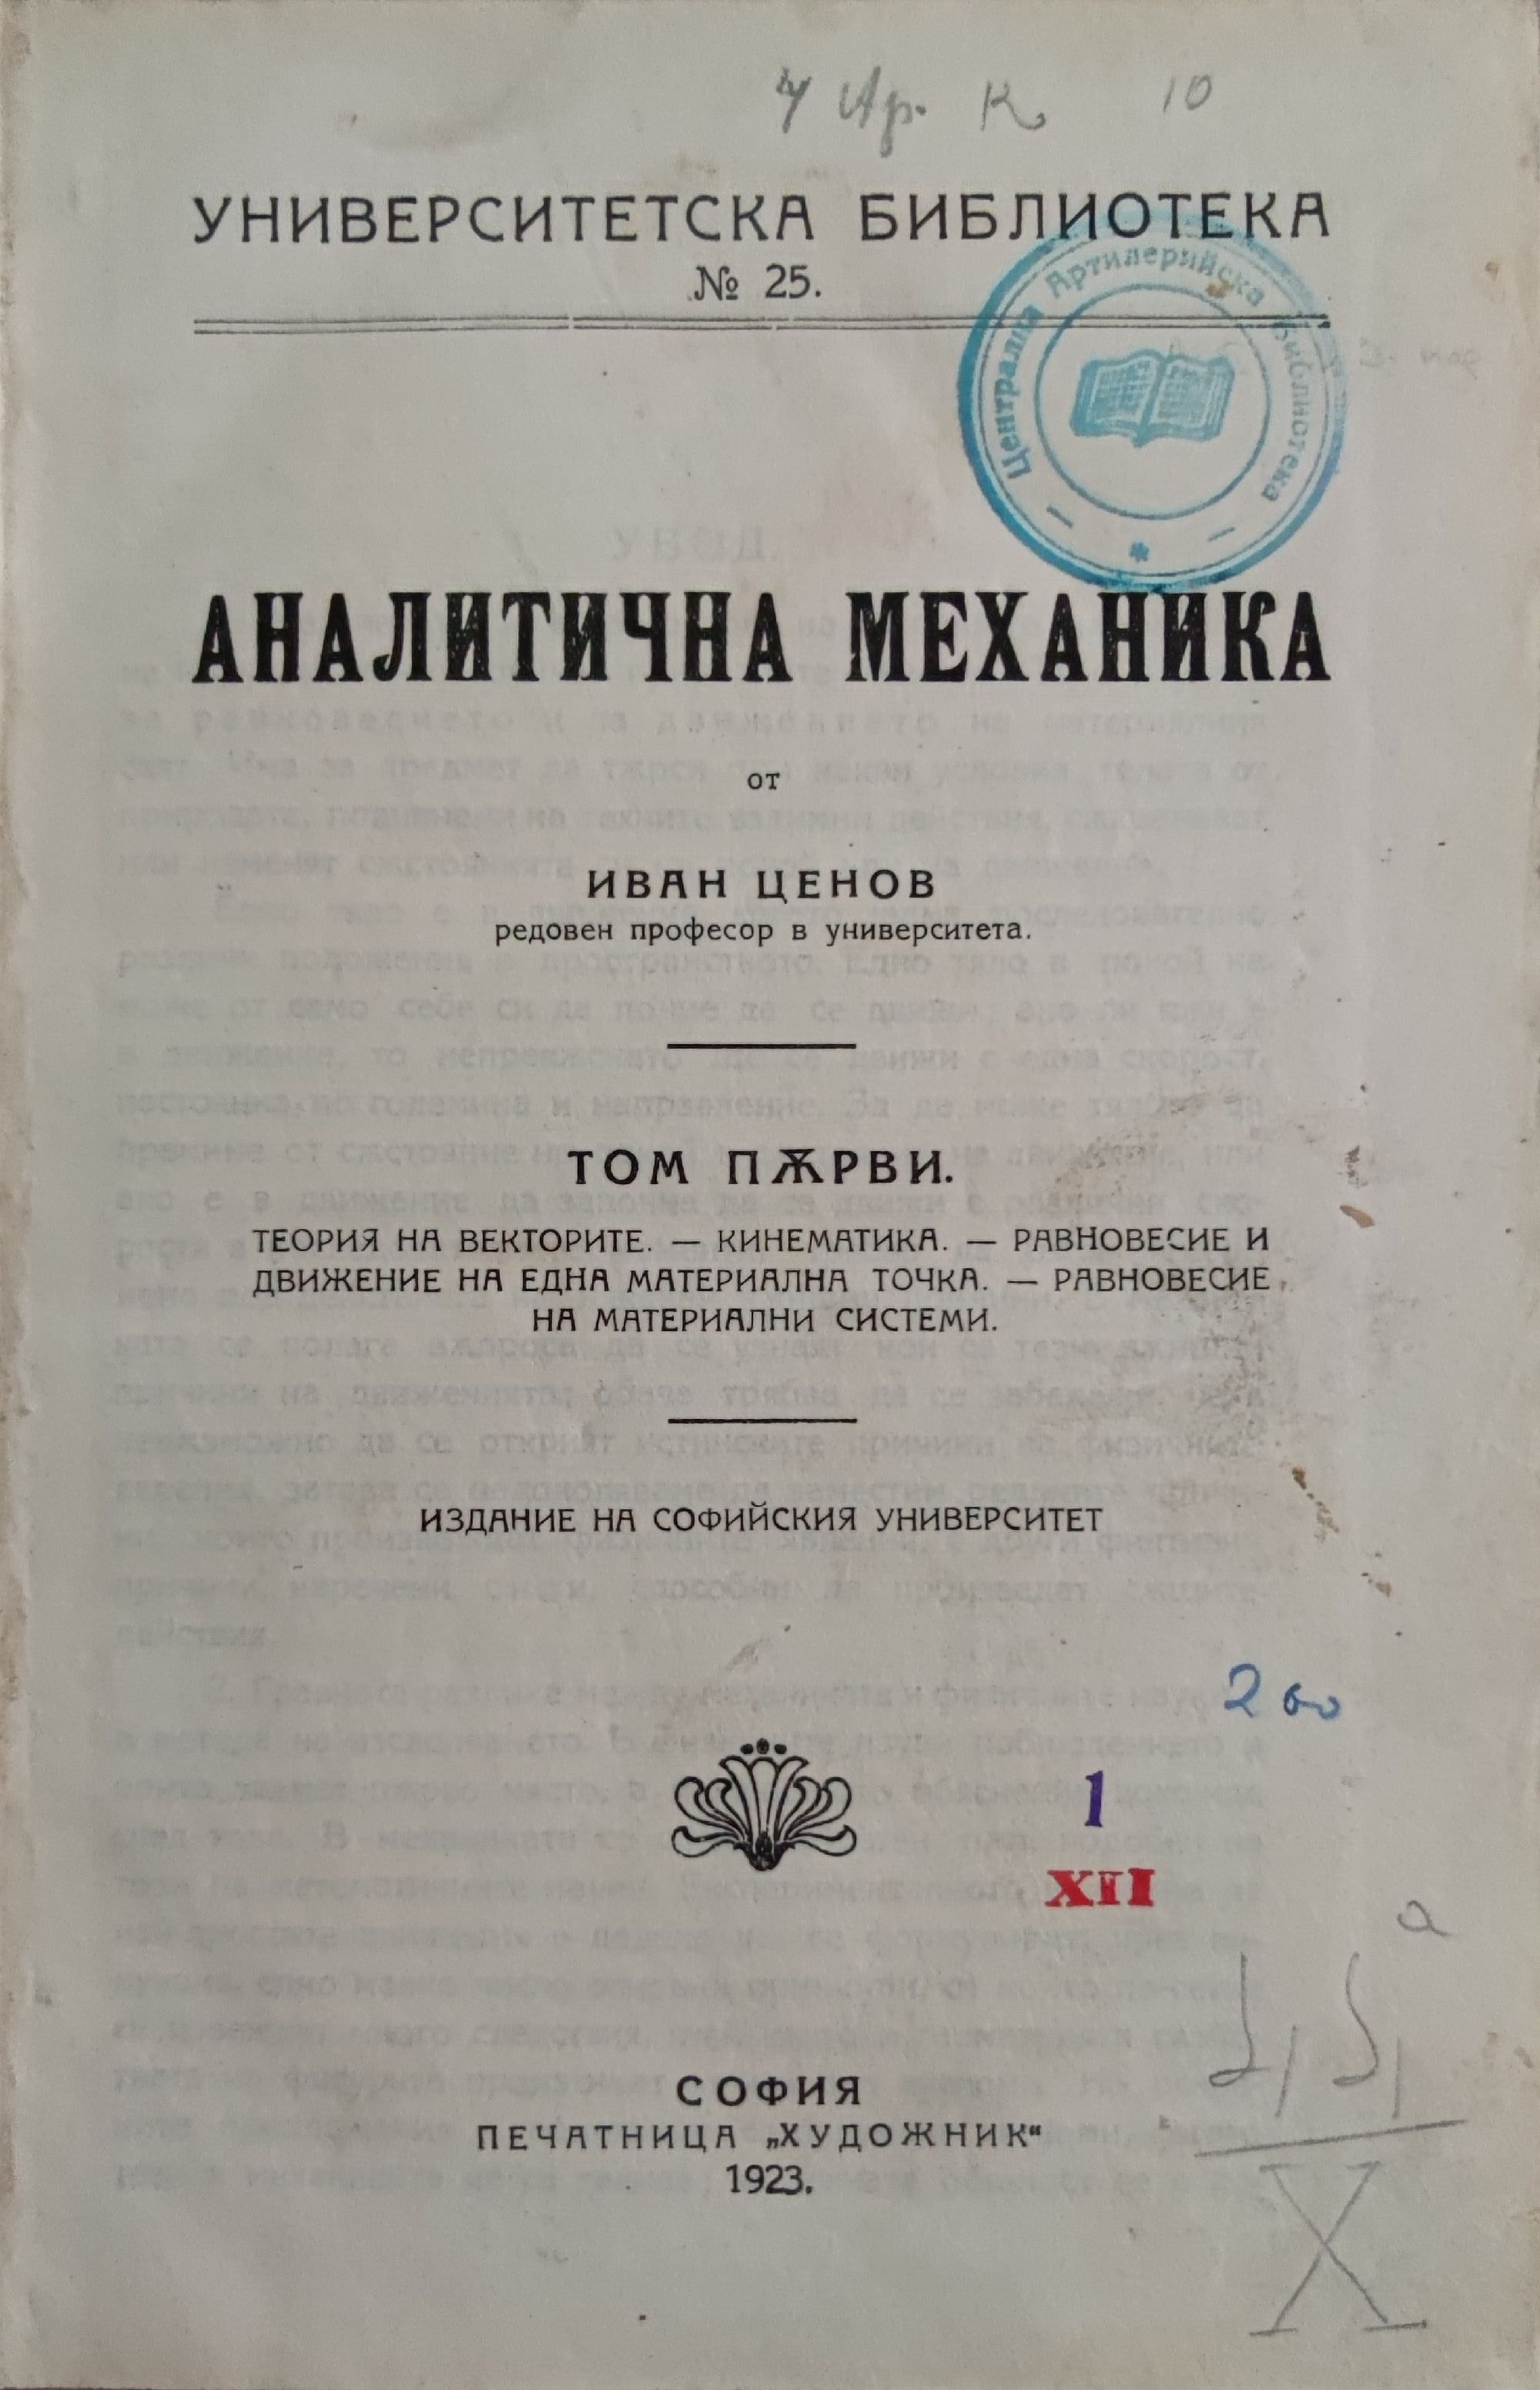 4 Ар. К 10
УНИВЕРСИТЕТСКА БИБЛИОТЕКА
№ 25.
Централна Артилерийска Библиотека
АНАЛИТИЧНА МЕХАНИКА
от
ИВАН ЦЕНОВ
редовен професор в университета.
ТОМ ПѪРВИ.
ТЕОРИЯ НА ВЕКТОРИТЕ. — КИНЕМАТИКА. — РАВНОВЕСИЕ И
ДВИЖЕНИЕ НА ЕДНА МАТЕРИАЛНА ТОЧКА. — РАВНОВЕСИЕ
НА МАТЕРИАЛНИ СИСТЕМИ.
ИЗДАНИЕ НА СОФИЙСКИЯ УНИВЕРСИТЕТ
200
1
XII
a
X
СОФИЯ
ПЕЧАТНИЦА „ХУДОЖНИК“
1923.